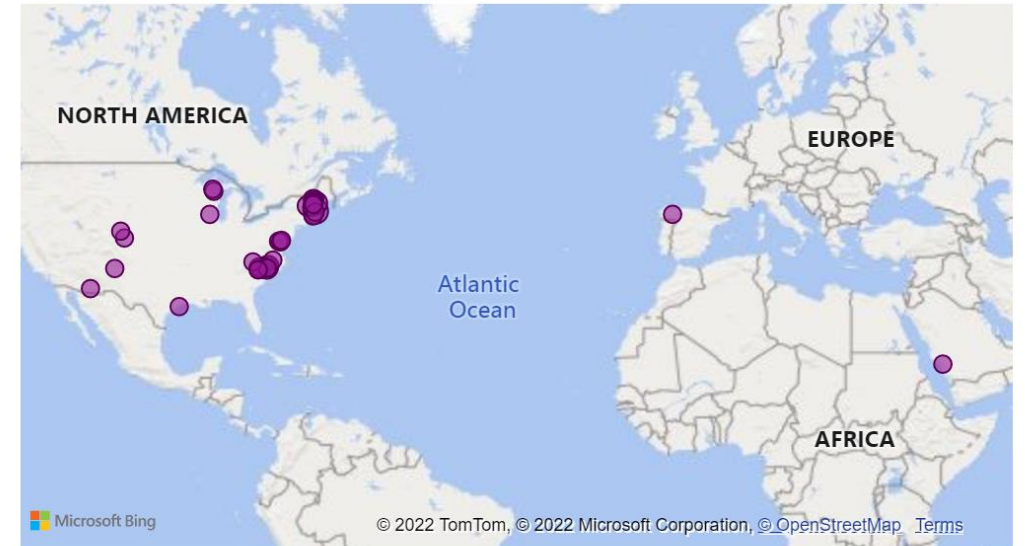 NORTH AMERICA
EUROPE
Atlantic
Ocean
AFRICA
Microsoft Bing
© 2022 TomTom, © 2022 Microsoft Corporation, © OpenStreetMap Terms